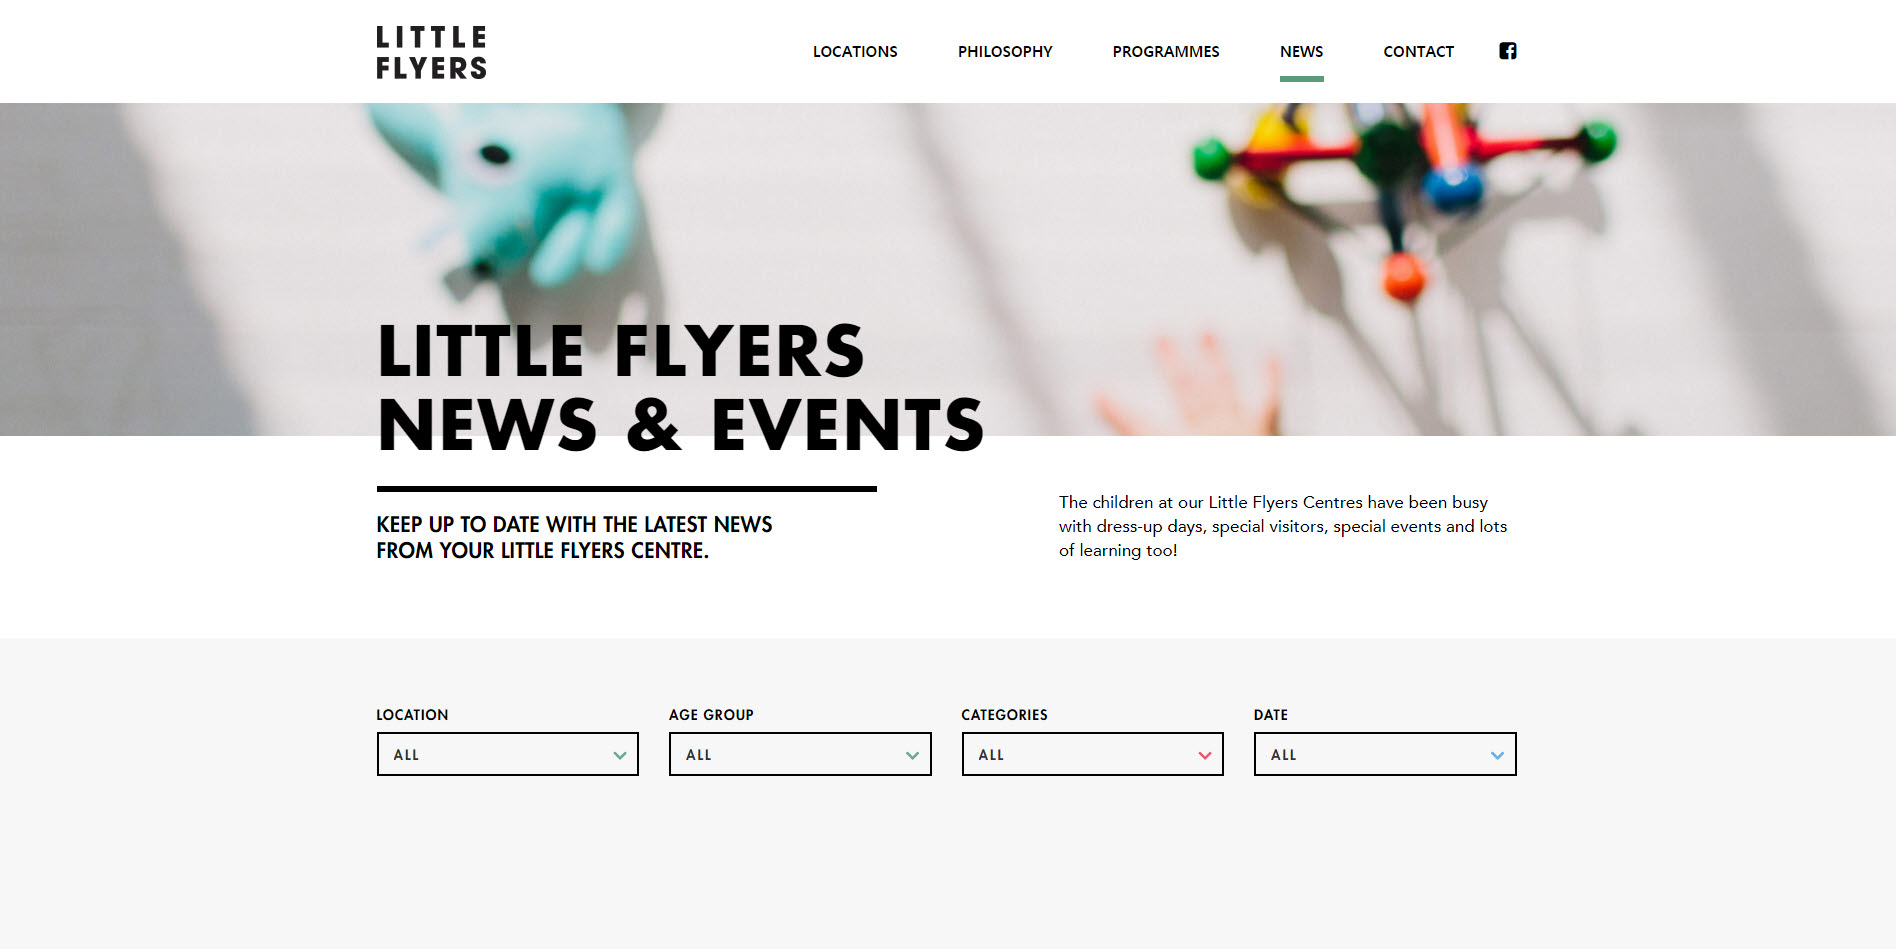 LITTLE
FLYERS
LOCATIONS
PHILOSOPHY
PROGRAMMES
NEWS
CONTACT
LITTLE FLYERS
NEWS & EVENTS
KEEP UP TO DATE WITH THE LATEST NEWS
FROM YOUR LITTLE FLYERS CENTRE.
The children at our Little Flyers Centres have been busy
with dress-up days, special visitors, special events and lots
of learning too!
LOCATION
ALL
AGE GROUP
ALL
CATEGORIES
ALL
DATE
ALL